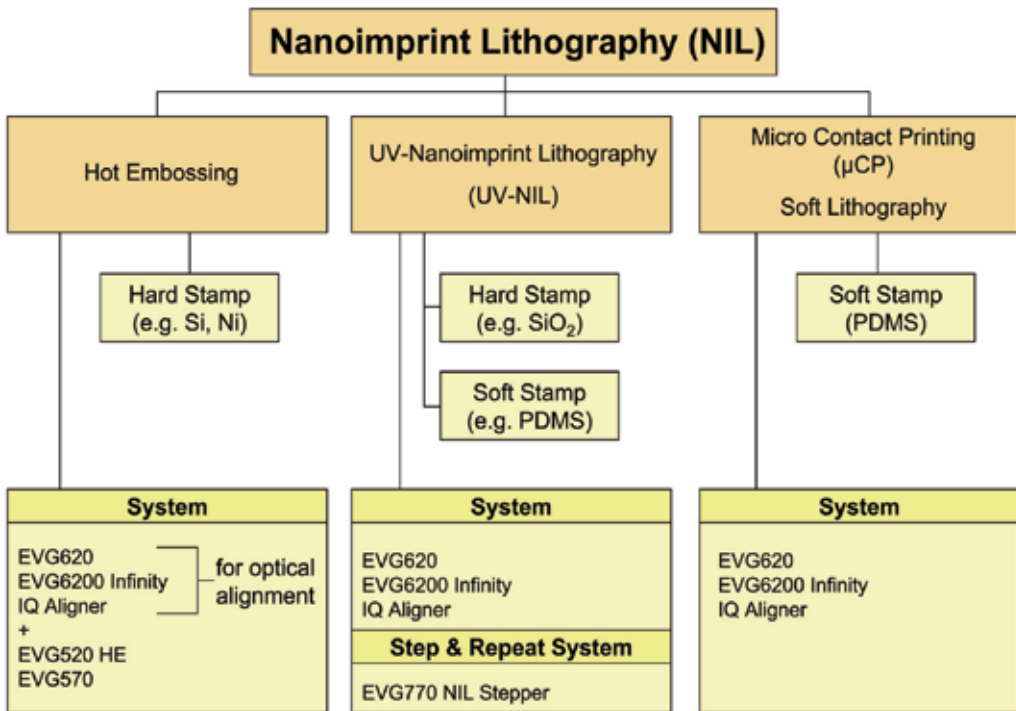 Nanoimprint Lithography (NIL)
Hot Embossing
UV-Nanoimprint Lithography
(UV-NIL)
Micro Contact Printing
(µCP)
Soft Lithography
Hard Stamp
(e.g. Si, Ni)
Hard Stamp
(e.g. SiO₂)
Soft Stamp
(e.g. PDMS)
Soft Stamp
(PDMS)
System
EVG620
EVG6200 Infinity
IQ Aligner
+
EVG520 HE
EVG570
for optical
alignment
System
EVG620
EVG6200 Infinity
IQ Aligner
Step & Repeat System
EVG770 NIL Stepper
System
EVG620
EVG6200 Infinity
IQ Aligner